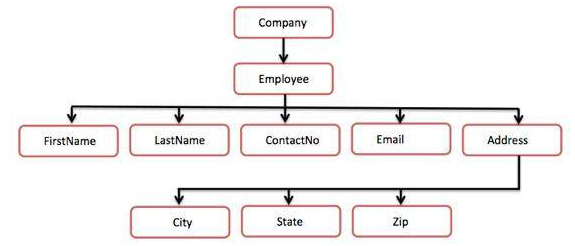 Company
Employee
FirstName
LastName
ContactNo
Email
Address
City
State
Zip